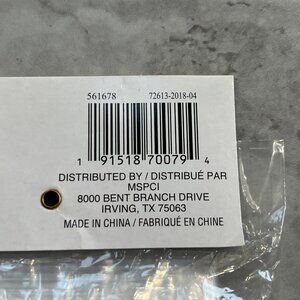 561678 72613-2018-04
1 91518 70079 4
DISTRIBUTED BY / DISTRIBUÉ PAR
MSPCI
8000 BENT BRANCH DRIVE
IRVING, TX 75063
MADE IN CHINA / FABRIQUÉ EN CHINE